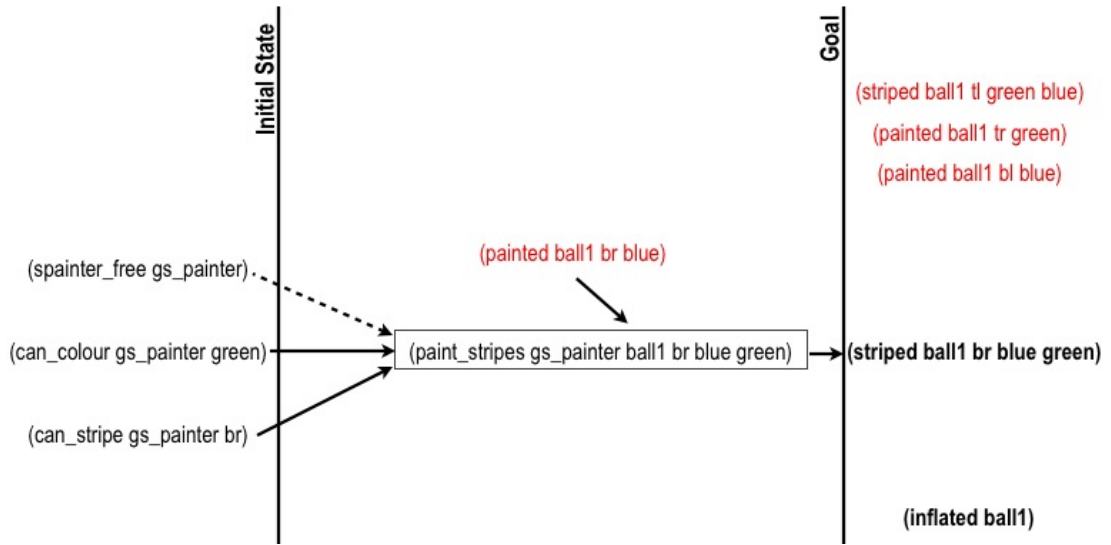 Initial State
Goal
(striped ball1 tl green blue)
(painted ball1 tr green)
(painted ball1 bl blue)
(painted ball1 br blue)
(spainter_free gs_painter)
(can_colour gs_painter green)
(paint_stripes gs_painter ball1 br blue green)
(striped ball1 br blue green)
(can_stripe gs_painter br)
(inflated ball1)